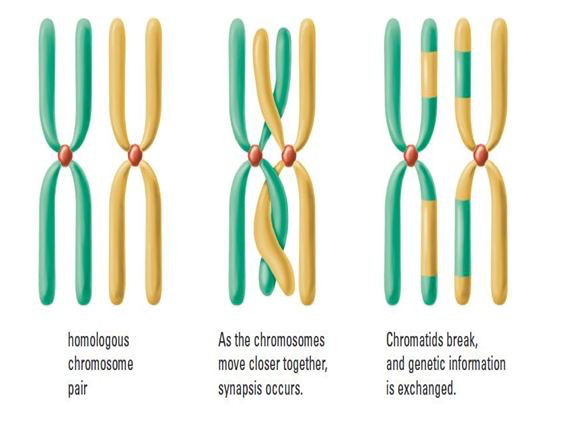 homologous
chromosome
pair
As the chromosomes
move closer together,
synapsis occurs.
Chromatids break,
and genetic information
is exchanged.